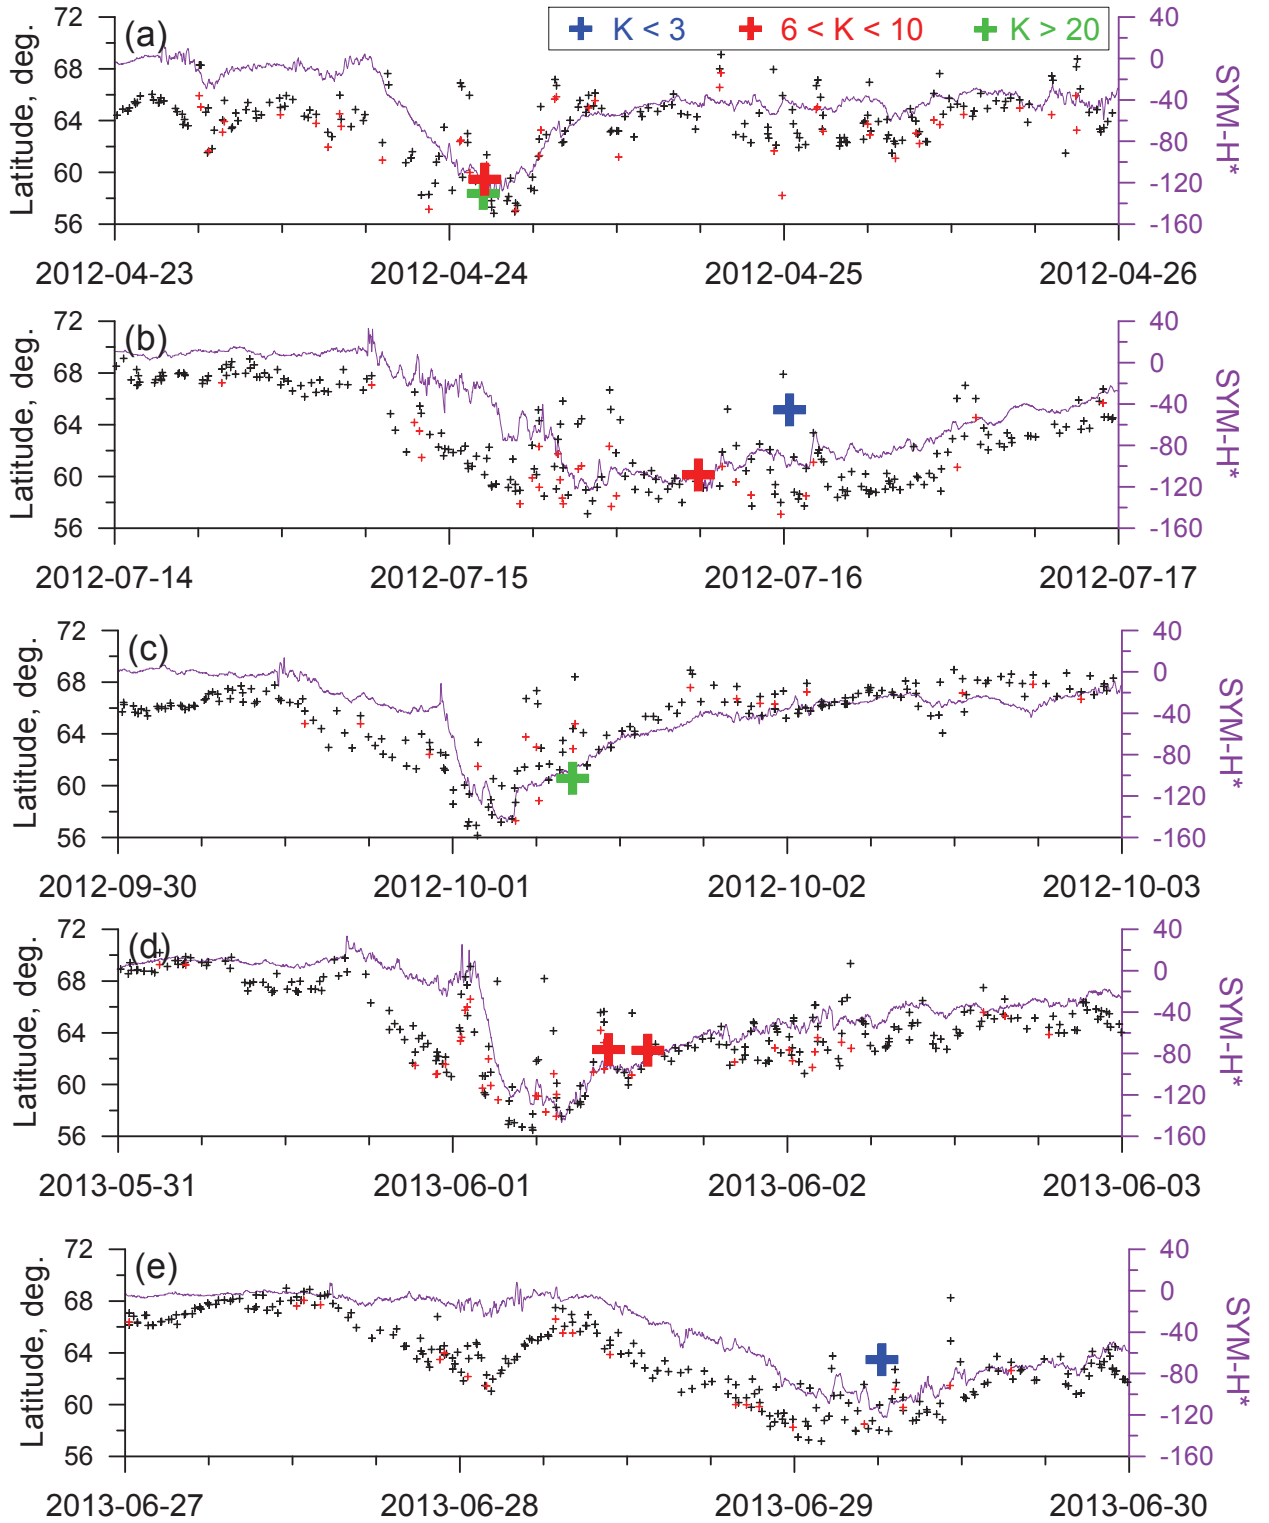 (a)
K < 3 6 < K < 10 K > 20
72
68
64
60
56
Latitude, deg.
40
0
-40
-80
-120
-160
SYM-H*
2012-04-23 2012-04-24 2012-04-25 2012-04-26
(b)
72
68
64
60
56
Latitude, deg.
40
0
-40
-80
-120
-160
SYM-H*
2012-07-14 2012-07-15 2012-07-16 2012-07-17
(c)
72
68
64
60
56
Latitude, deg.
40
0
-40
-80
-120
-160
SYM-H*
2012-09-30 2012-10-01 2012-10-02 2012-10-03
(d)
72
68
64
60
56
Latitude, deg.
40
0
-40
-80
-120
-160
SYM-H*
2013-05-31 2013-06-01 2013-06-02 2013-06-03
(e)
72
68
64
60
56
Latitude, deg.
40
0
-40
-80
-120
-160
SYM-H*
2013-06-27 2013-06-28 2013-06-29 2013-06-30